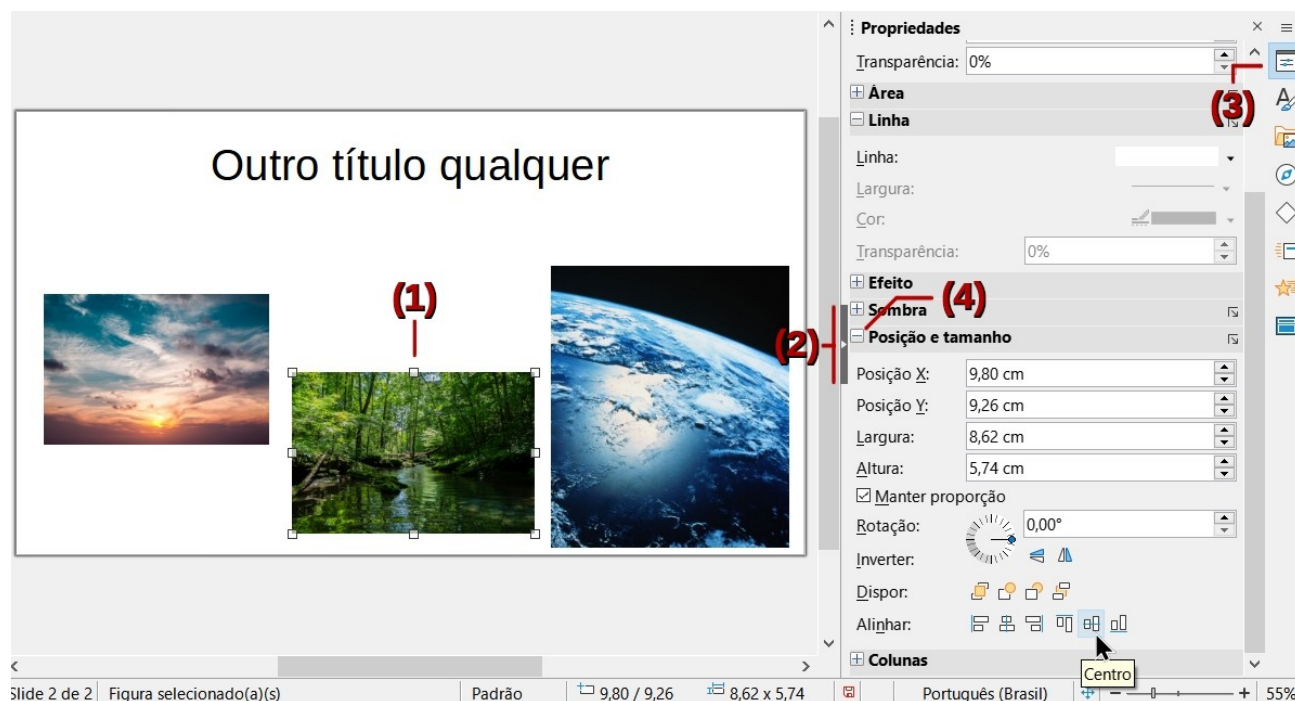 Propriedades
Transparência: 0%
Área
(3)
Linha
Linha:
Largura:
Cor:
Transparência: 0%
Efeito
Sombra
(4)
Posição e tamanho
Posição X: 9,80 cm
Posição Y: 9,26 cm
Largura: 8,62 cm
Altura: 5,74 cm
Manter proporção
Rotação: 0,00°
Inverter:
Dispor:
Alinhar:
Colunas
Centro
Outro título qualquer
(1)
(2)
Slide 2 de 2 Figura selecionado(a)(s) Padrão 9,80 / 9,26 8,62 x 5,74 Português (Brasil) 55%